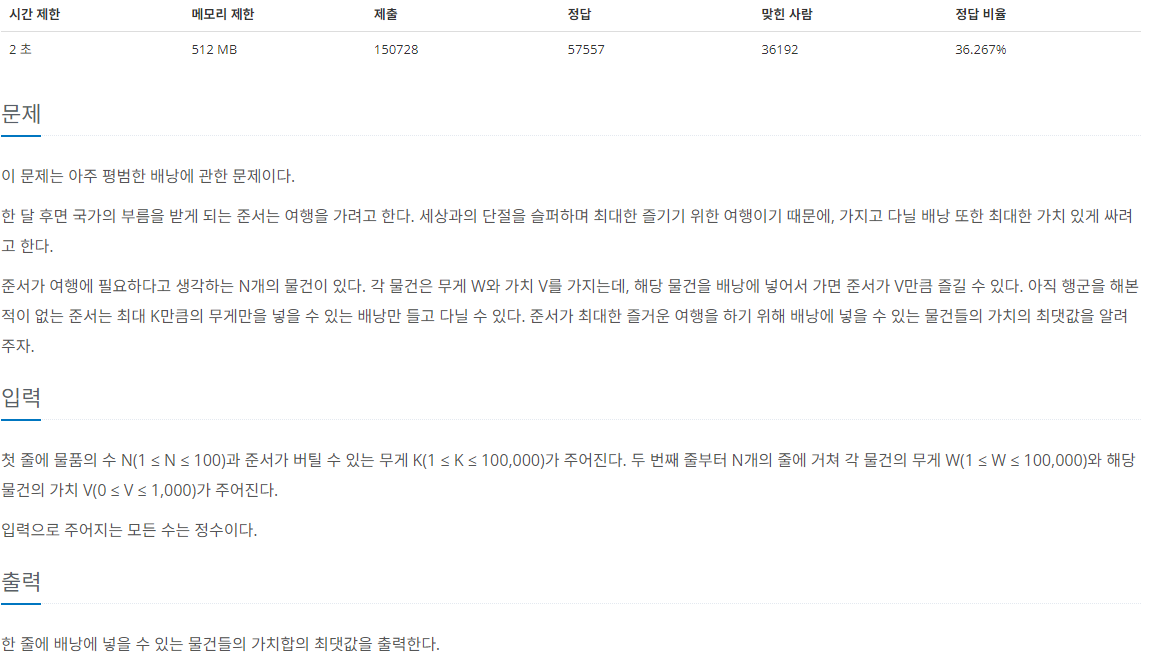 시간 제한 메모리 제한 제출 정답 맞힌 사람 정답 비율
2 초 512 MB 150728 57557 36192 36.267%
문제
이 문제는 아주 평범한 배낭에 관한 문제이다.
한 달 후면 국가의 부름을 받게 되는 준서는 여행을 가려고 한다. 세상과의 단절을 슬퍼하며 최대한 즐기기 위한 여행이기 때문에, 가지고 다닐 배낭 또한 최대한 가치 있게 싸려
고 한다.
준서가 여행에 필요하다고 생각하는 N개의 물건이 있다. 각 물건은 무게 W와 가치 V를 가지는데, 해당 물건을 배낭에 넣어서 가면 준서가 V만큼 즐길 수 있다. 아직 행군을 해본
적이 없는 준서는 최대 K만큼의 무게만을 넣을 수 있는 배낭만 들고 다닐 수 있다. 준서가 최대한 즐거운 여행을 하기 위해 배낭에 넣을 수 있는 물건들의 가치의 최댓값을 알려
주자.
입력
첫 줄에 물품의 수 N(1 ≤ N ≤ 100)과 준서가 버틸 수 있는 무게 K(1 ≤ K ≤ 100,000)가 주어진다. 두 번째 줄부터 N개의 줄에 거쳐 각 물건의 무게 W(1 ≤ W ≤ 100,000)와 해당
물건의 가치 V(0 ≤ V ≤ 1,000)가 주어진다.
입력으로 주어지는 모든 수는 정수이다.
출력
한 줄에 배낭에 넣을 수 있는 물건들의 가치합의 최댓값을 출력한다.